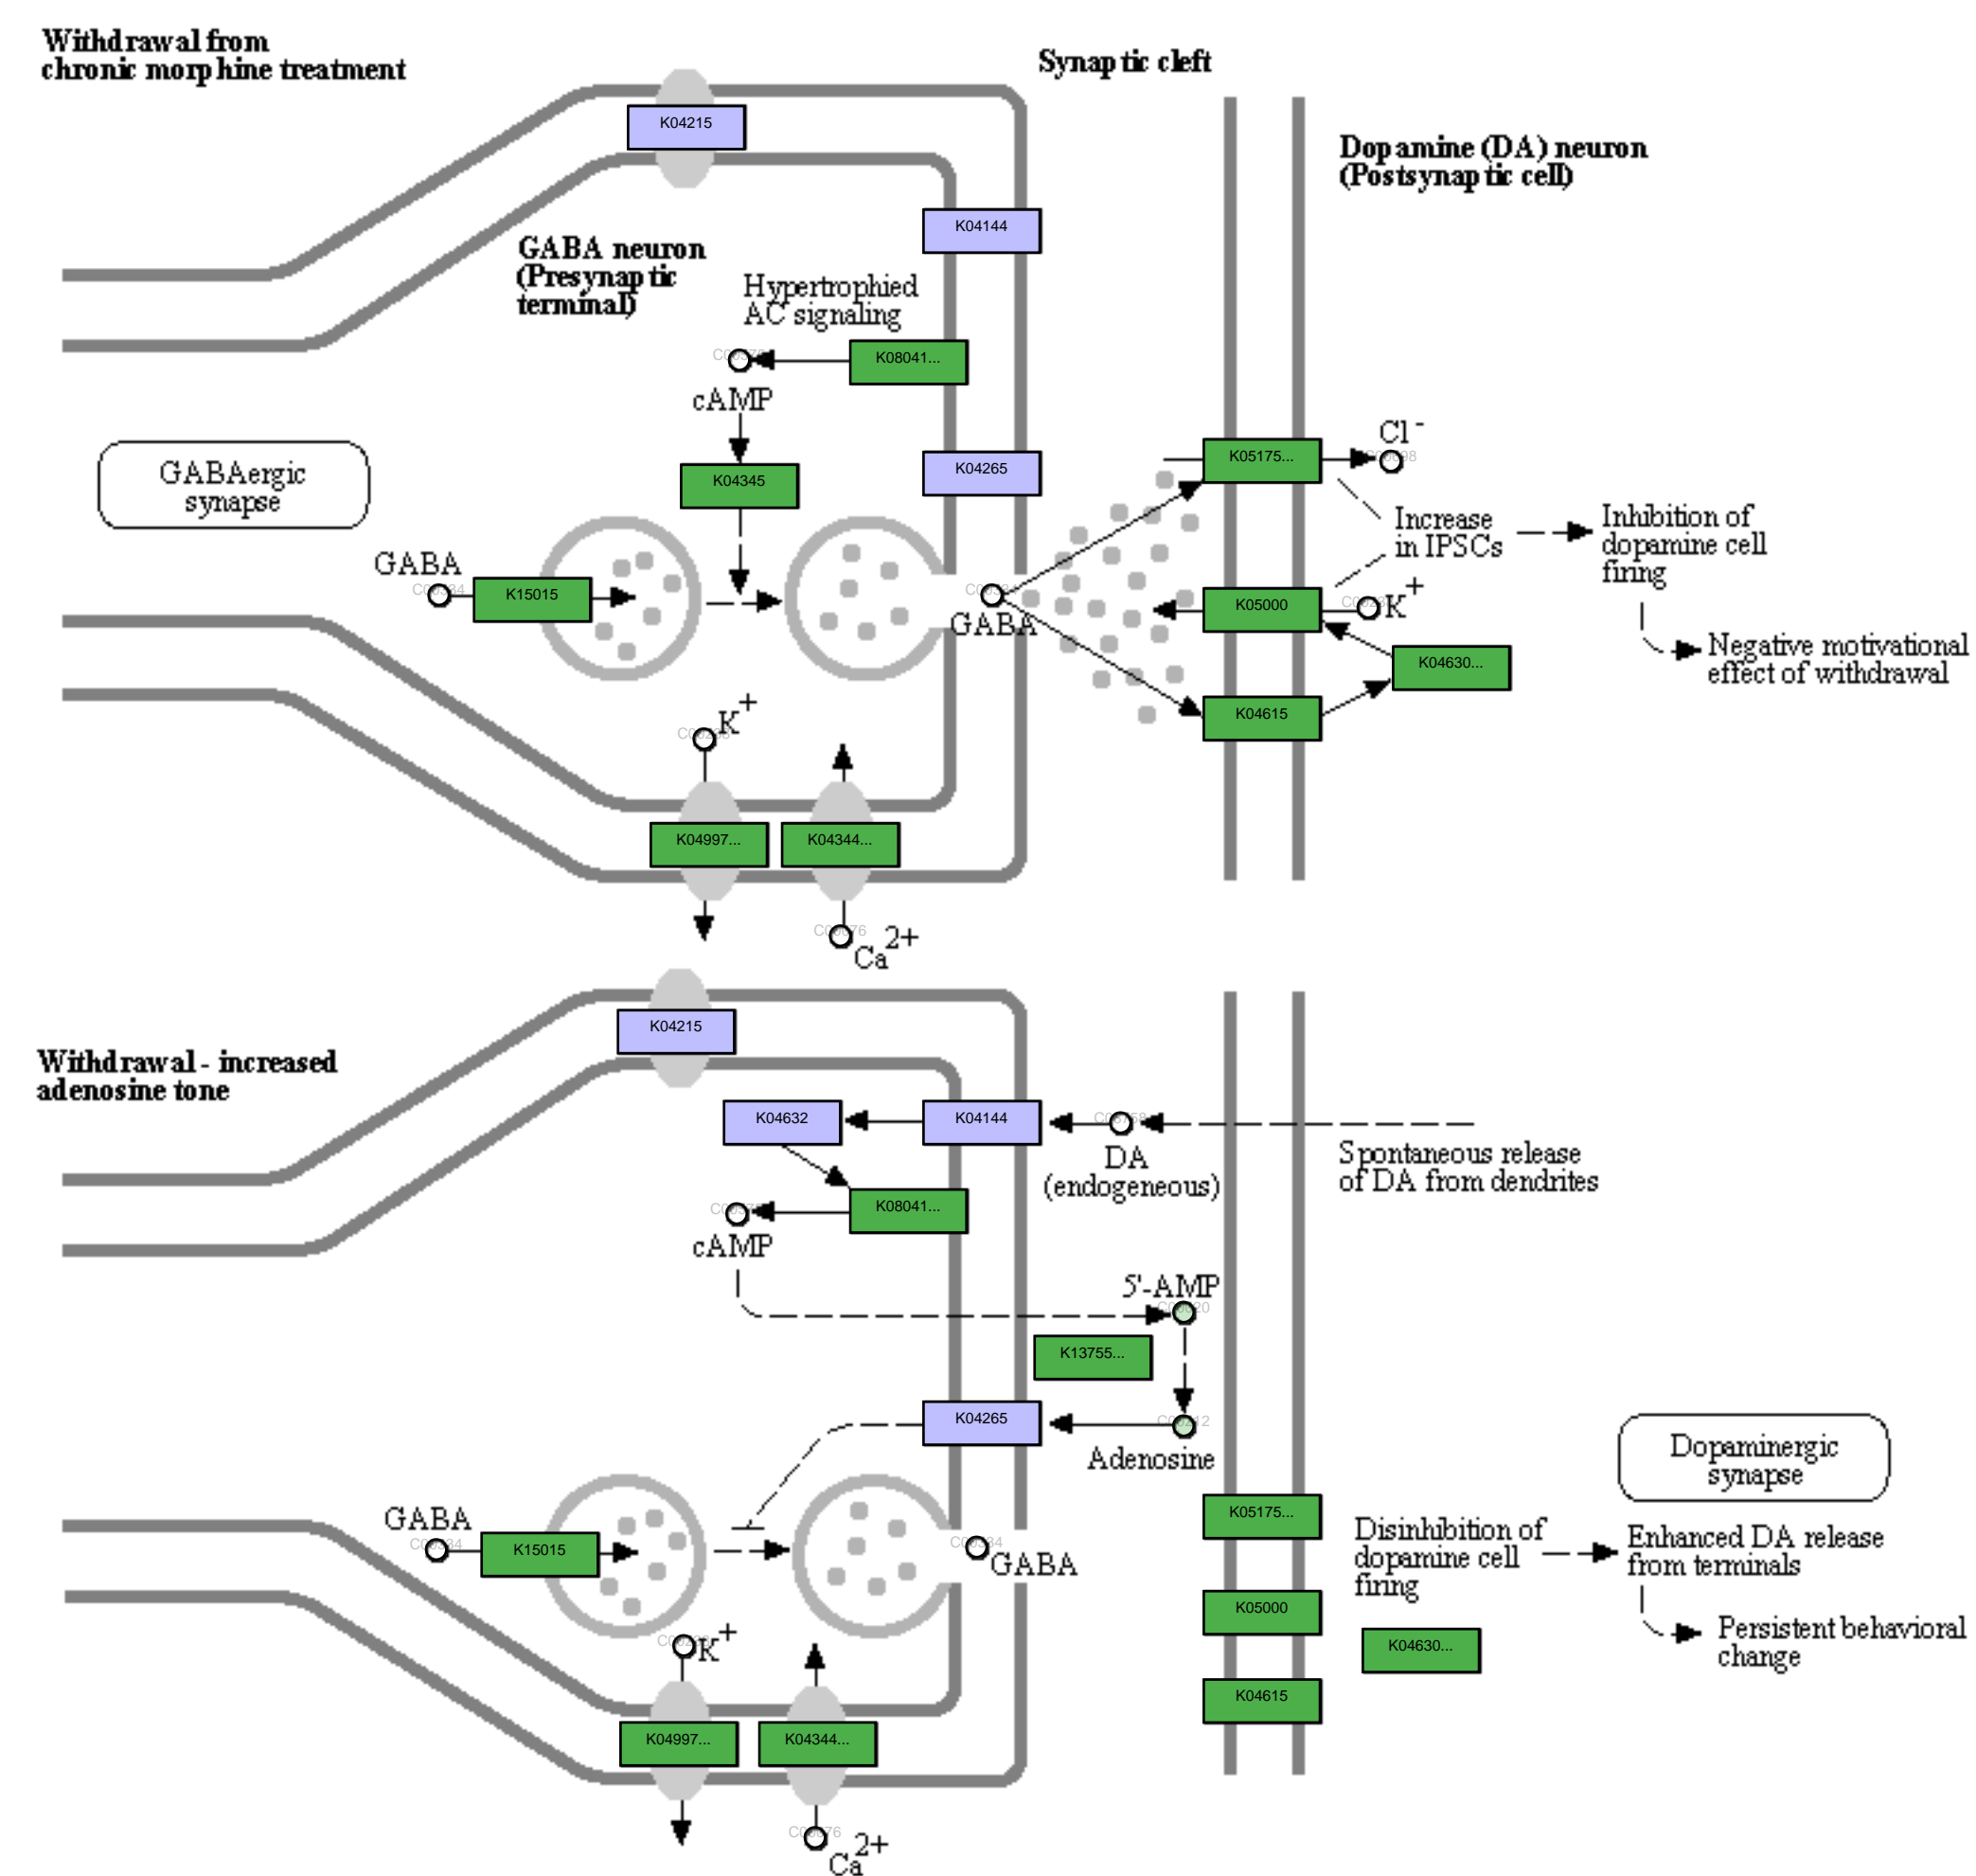 Withdrawal from
chronic morphine treatment
Synaptic cleft
K04215
Dopamine (DA) neuron
(Postsynaptic cell)
K04144
GABA neuron
(Presynaptic
terminal)
Hypertrophied
AC signaling
K08041...
cAMP
Cl -
K05175...
GABAergic
synapse
K04345
K04265
Increase
in IPSCs
Inhibition of
dopamine cell
firing
GABA
K15015
GABA
K05000
K+
Negative motivational
effect of withdrawal
K04630...
K04615
K+
K04997...
K04344...
Ca 2+
K04215
Withdrawal - increased
adenosine tone
K04632
K04144
DA
(endogeneous)
Spontaneous release
of DA from dendrites
K08041...
cAMP
5'-AMP
K13755...
K04265
Adenosine
Dopaminergic
synapse
GABA
K15015
GABA
K05175...
Disinhibition of
dopamine cell
firing
Enhanced DA release
from terminals
K05000
K04630...
Persistent behavioral
change
K04615
K+
K04997...
K04344...
Ca 2+